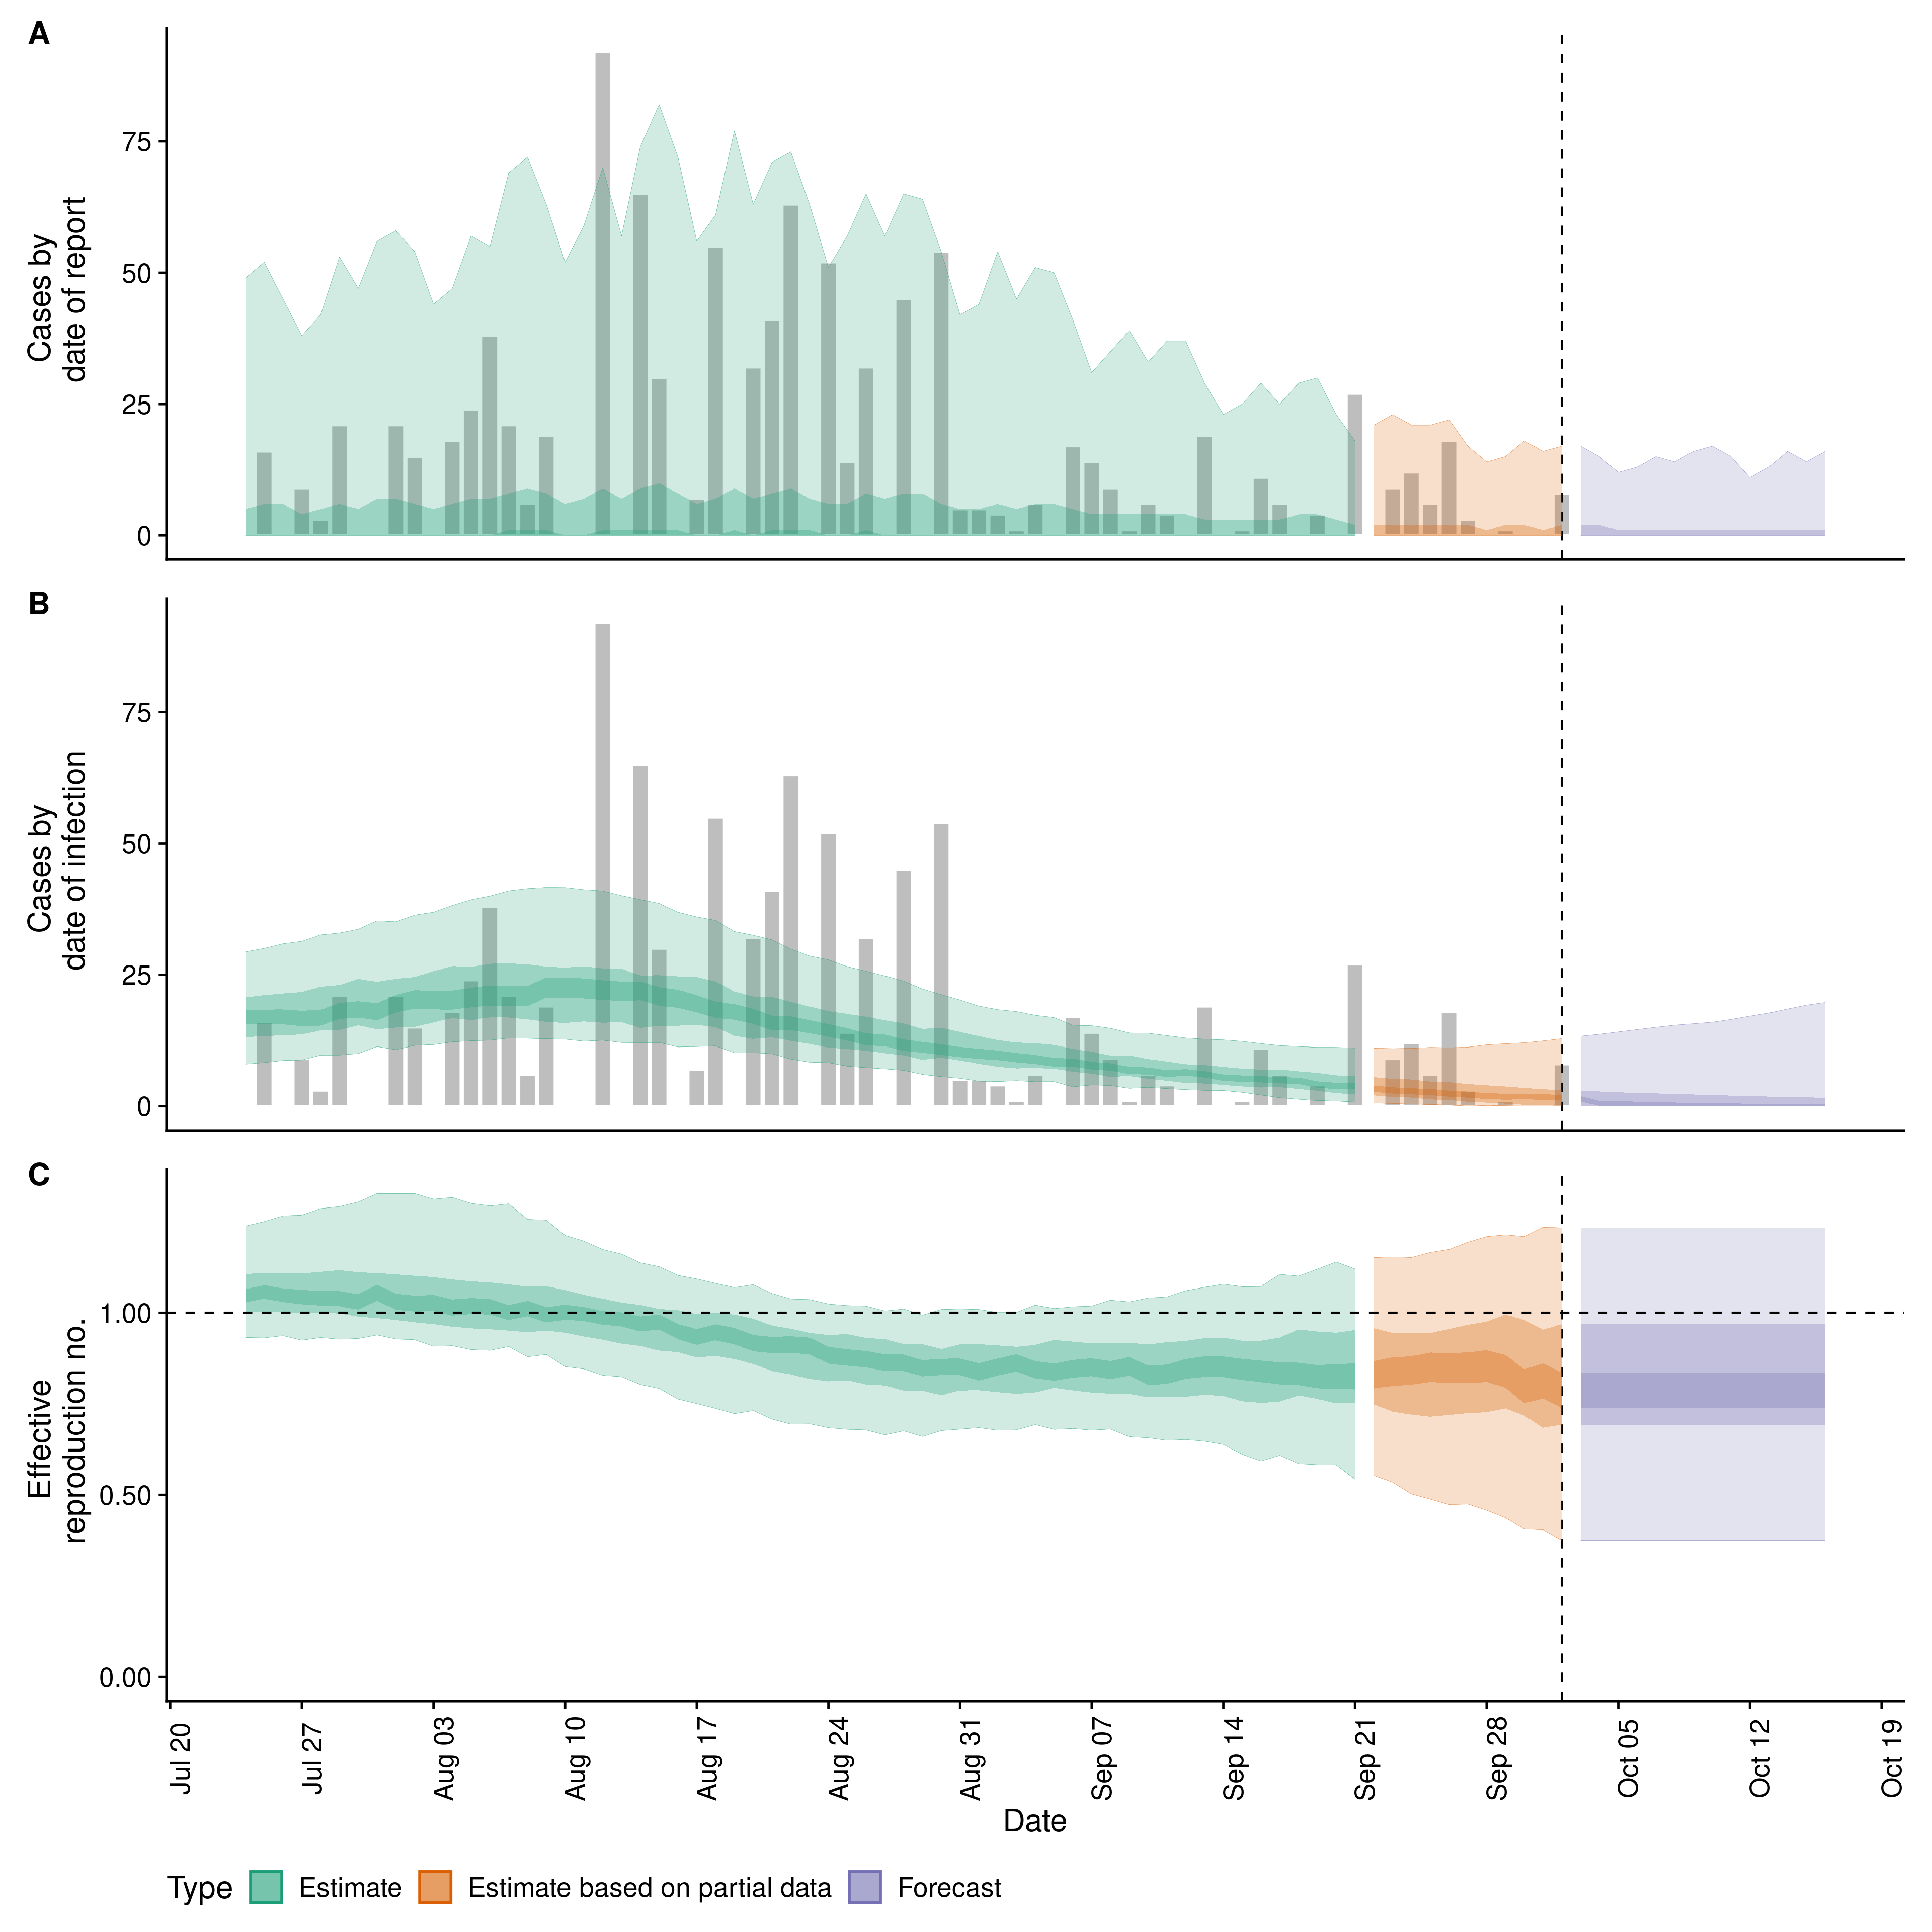 A
Cases by
date of report
75
50
25
0
B
Cases by
date of infection
75
50
25
0
C
Effective
reproduction no.
1.00
0.50
0.00
Jul 20
Jul 27
Aug 03
Aug 10
Aug 17
Aug 24
Aug 31
Sep 07
Sep 14
Sep 21
Sep 28
Oct 05
Oct 12
Oct 19
Date
Type Estimate Estimate based on partial data Forecast